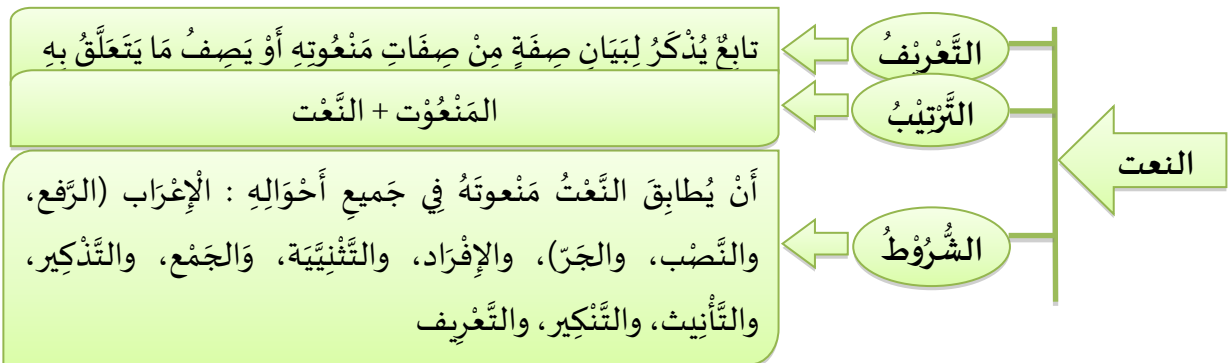 النعت
التَّعْرِيْفُ
تابِعٌ يُذْكَرُ لِبَيَانِ صِفَةٍ مِنْ صِفَاتِ مَنْعُوتِهِ أَوْ يَصِفُ مَا يَتَعَلَّقُ بِهِ
التَّرْتِيْبُ
المَنْعُوْت + النَّعْت
الشُّرُوْطُ
أَنْ يُطابِقَ النَّعْتُ مَنْعوتَهُ فِي جَميعِ أَحْوَالِهِ : الْإِعْرَاب (الرَّفع،
والنَّصْب، والجَرّ)، والإِفْرَاد، والتَّثْنِيَّيَة، وَالجَمْع، والتَّذْكِير،
والتَّأْنِيث، والتَّنْكِير، والتَّعْرِيف